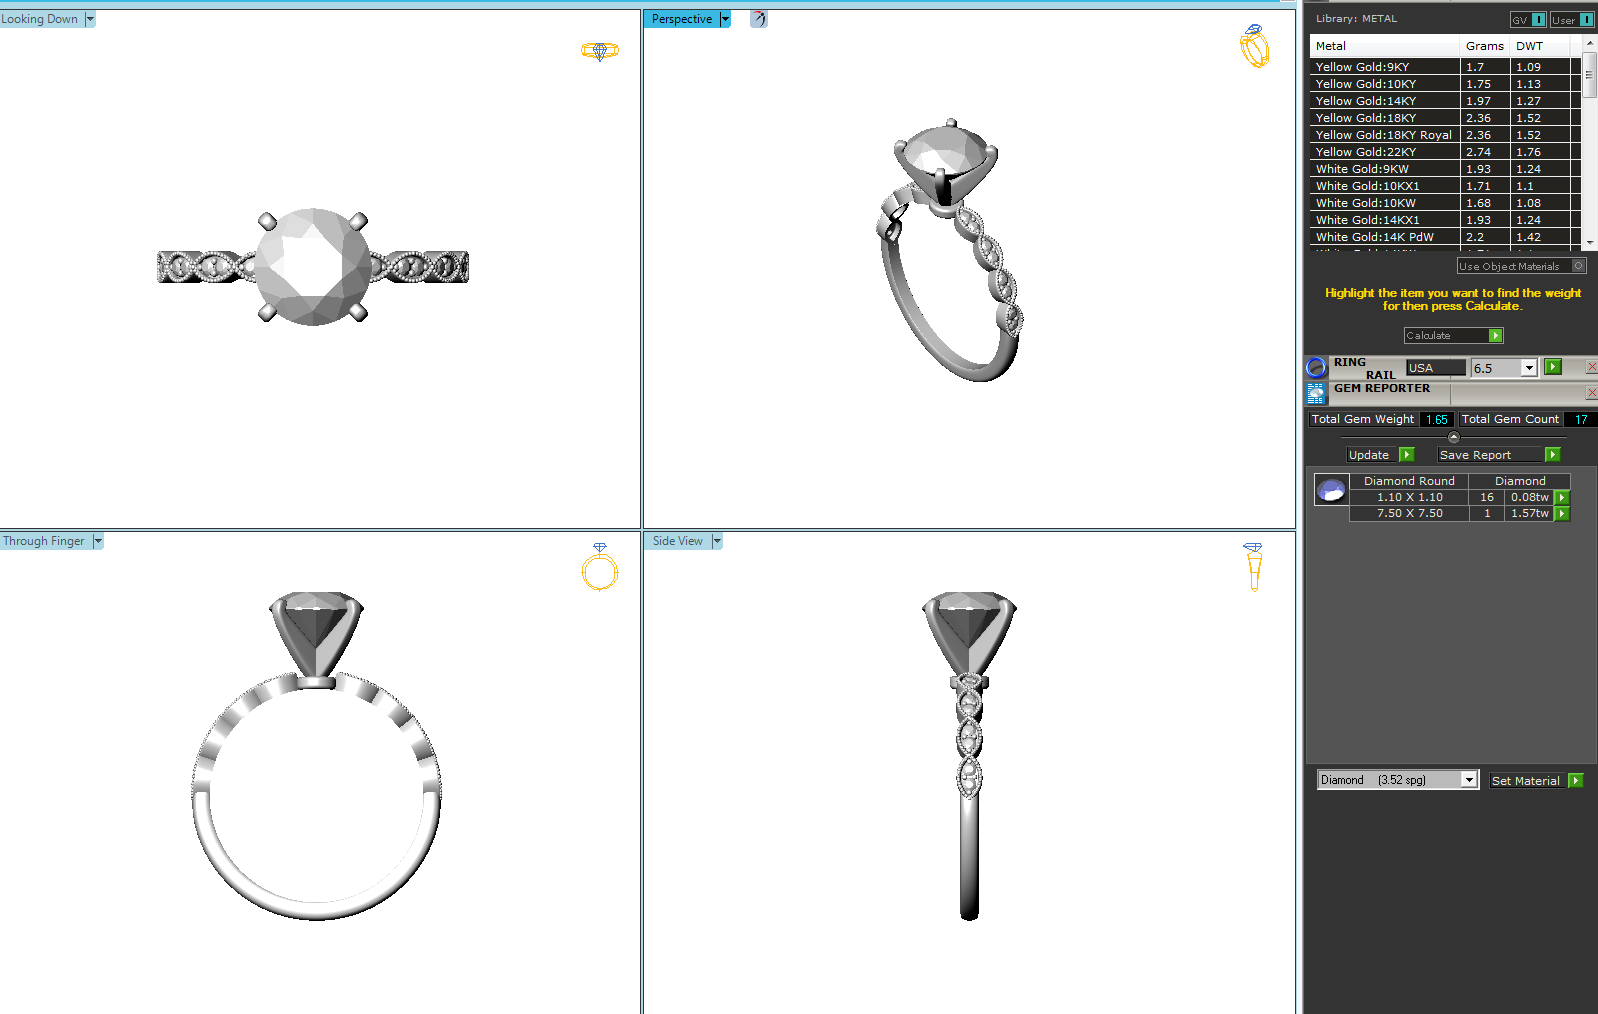 Looking Down
Perspective
Through Finger
Side View
Library: METAL
GV I User I
Metal Grams DWT
Yellow Gold:9KY 1.7 1.09
Yellow Gold:10KY 1.75 1.13
Yellow Gold:14KY 1.97 1.27
Yellow Gold:18KY 2.36 1.52
Yellow Gold:18KY Royal 2.36 1.52
Yellow Gold:22KY 2.74 1.76
White Gold:9KW 1.93 1.24
White Gold:10KX1 1.71 1.1
White Gold:10KW 1.68 1.08
White Gold:14KX1 1.93 1.24
White Gold:14K PdW 2.2 1.42
Use Object Materials
Highlight the item you want to find the weight
for then press Calculate.
Calculate
RING
RAIL USA 6.5
GEM REPORTER
Total Gem Weight 1.65 Total Gem Count 17
Update Save Report
Diamond Round Diamond
1.10 X 1.10 16 0.08tw
7.50 X 7.50 1 1.57tw
Diamond (3.52 spg) Set Material